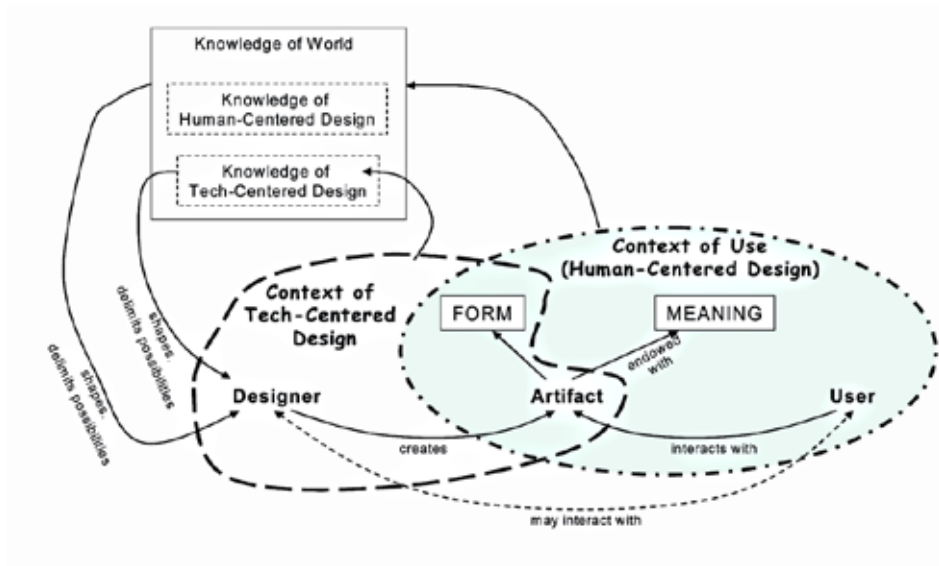 Knowledge of World
Knowledge of
Human-Centered Design
Knowledge of
Tech-Centered Design
Context of Use
(Human-Centered Design)
Context of
Tech-Centered
Design
FORM
MEANING
shapes,
delimits possibilities
shapes,
delimits possibilities
endowed
with
Designer
Artifact
User
creates
interacts with
may interact with